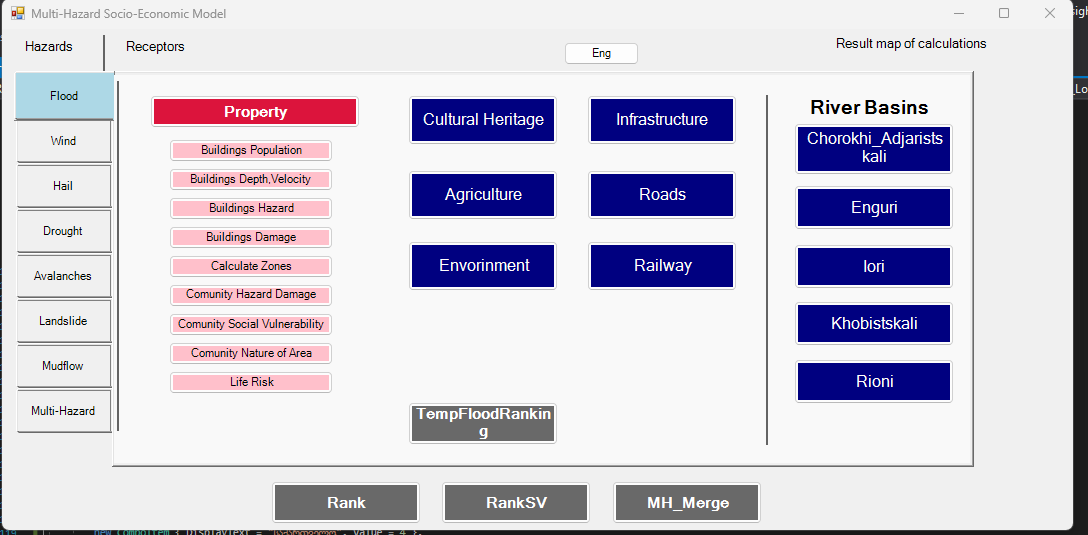 Multi-Hazard Socio-Economic Model
Hazards
Receptors
Eng
Result map of calculations
Flood
Wind
Hail
Drought
Avalanches
Landslide
Mudflow
Multi-Hazard
Property
Buildings Population
Buildings Depth,Velocity
Buildings Hazard
Buildings Damage
Calculate Zones
Comunity Hazard Damage
Comunity Social Vulnerability
Comunity Nature of Area
Life Risk
Cultural Heritage
Infrastructure
Agriculture
Roads
Envorinment
Railway
TempFloodRankin
g
River Basins
Chorokhi_Adjarists
kali
Enguri
Iori
Khobistskali
Rioni
Rank
RankSV
MH_Merge